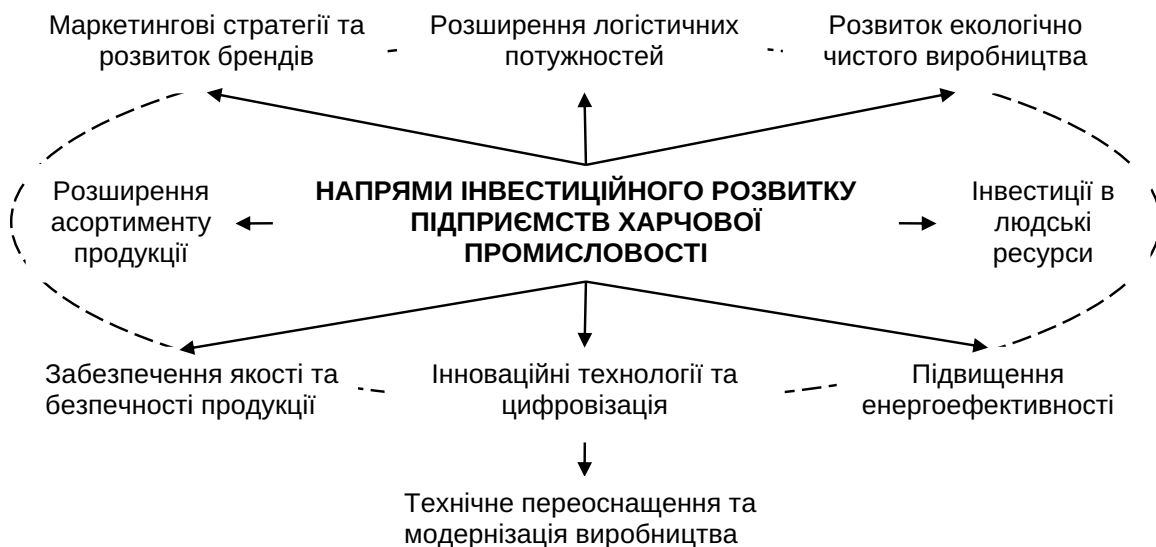 Маркетингові стратегії та
розвиток брендів
Розширення логістичних
потужностей
Розвиток екологічно
чистого виробництва
Розширення
асортименту
продукції
НАПРЯМИ ІНВЕСТИЦІЙНОГО РОЗВИТКУ
ПІДПРИЄМСТВ ХАРЧОВОЇ
ПРОМИСЛОВОСТІ
Інвестиції в
людські
ресурси
Забезпечення якості та
безпечності продукції
Інноваційні технології та
цифровізація
Підвищення
енергоефективності
Технічне переоснащення та
модернізація виробництва